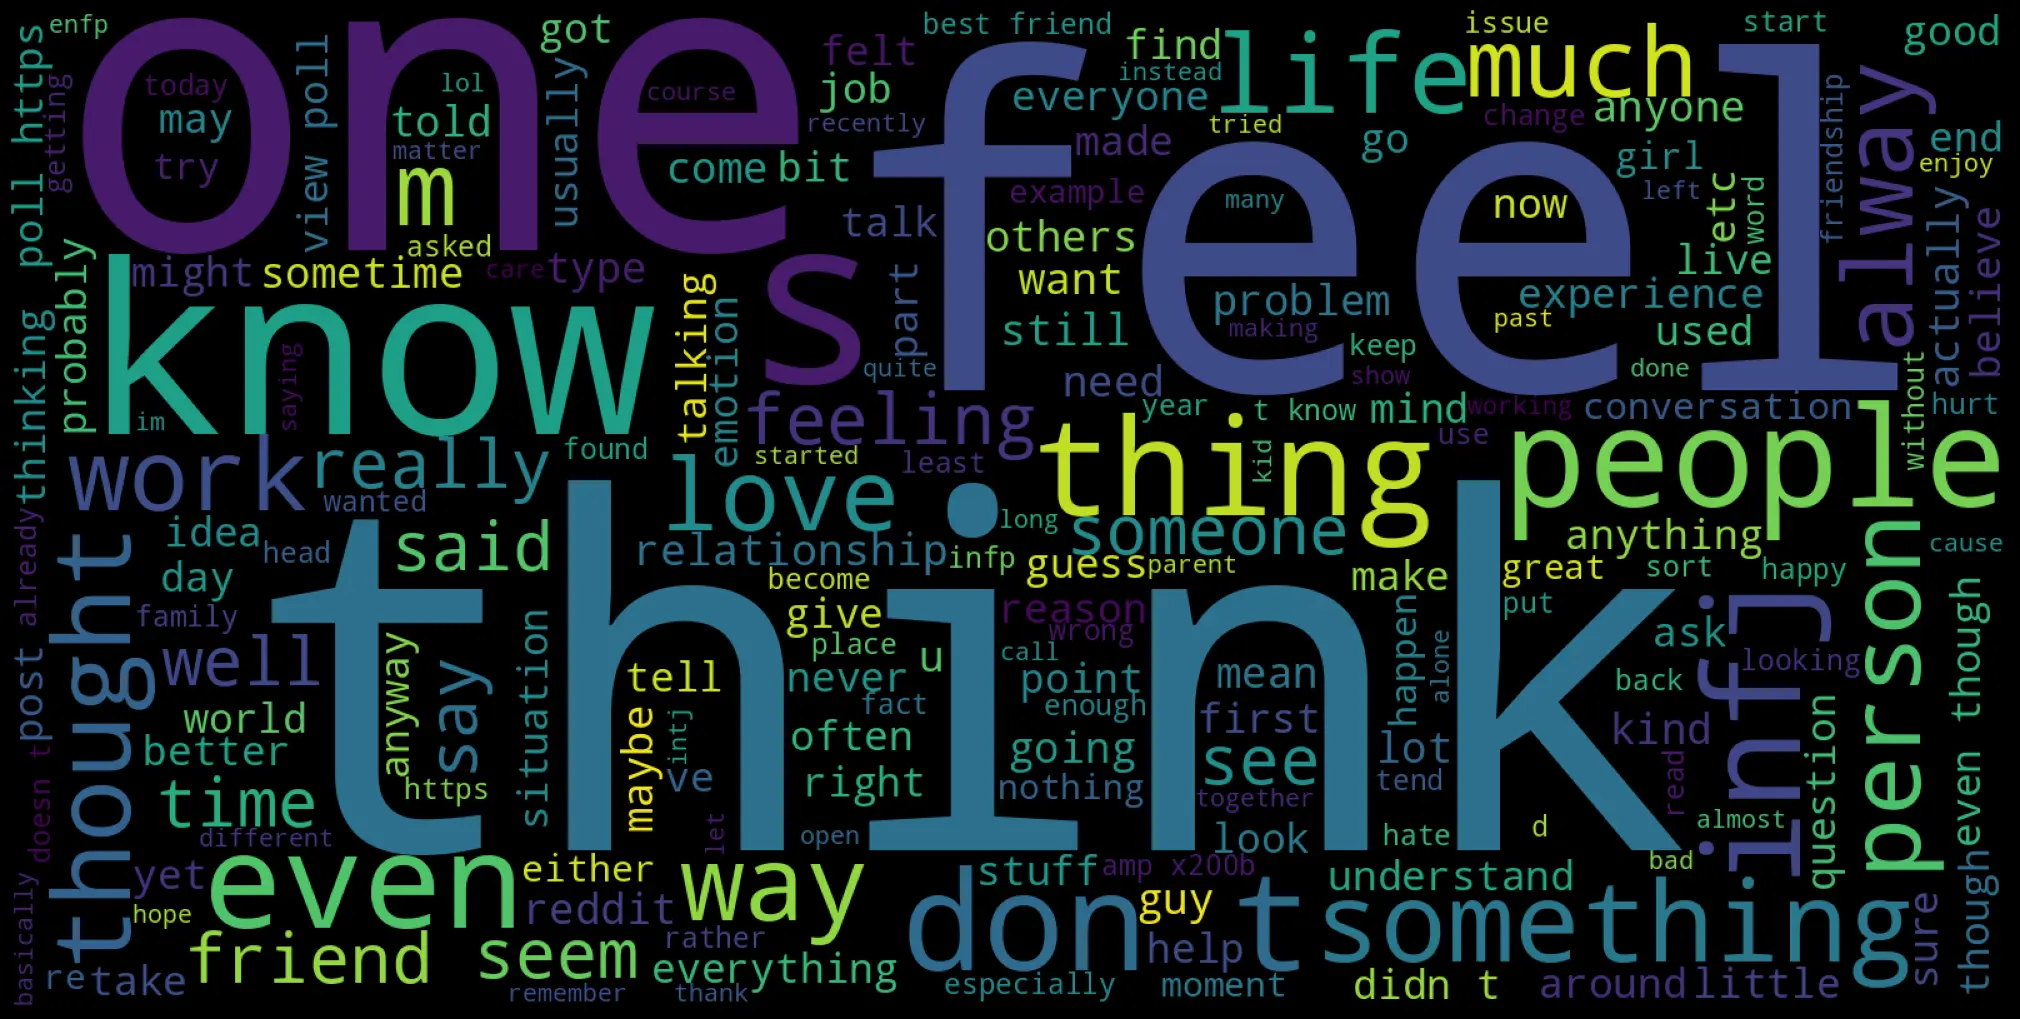 enfp
one
best friend
issue
start
good
got
felt
find
life
much
poll https
getting
today
lol
view poll
usually
course
job
instead
everyone
change
anyone
friendship
alway
may
told
recently
tried
end
try
matter
m
come
bit
feel
made
go
girl
enjoy
example
many
now
left
etc
word
asked
talk
others
live
actually
believe
probably
might
sometime
care
type
s
part
want
problem
experience
know
talking
emotion
still
making
past
used
thinking
saying
quite
need
keep
show
done
im
feeling
year
t know
mind
working
conversation
without
hurt
work
really
found
started
least
thing
kid
use
people
wanted
love
long
someone
anything
cause
idea
head
said
relationship
infp
guess
parent
make
great
sort
happy
already
thought
day
become
think
put
person
even though
family
give
reason
wrong
happen
alone
ask
infj
post
well
anyway
say
situation
tell
place
never
u
call
point
mean
back
looking
world
maybe
intj
fact
enough
first
kind
better
often
going
see
lot
question
doesn t
time
https
ve
right
nothing
together
tend
read
different
let
open
look
hate
d
almost
yet
even
either
way
stuff
amp x200b
understand
bad
though
basically
hope
reddit
don t
guy
something
sure
friend
seem
rather
everything
help
re
take
remember
thank
especially
moment
didn t
around
little